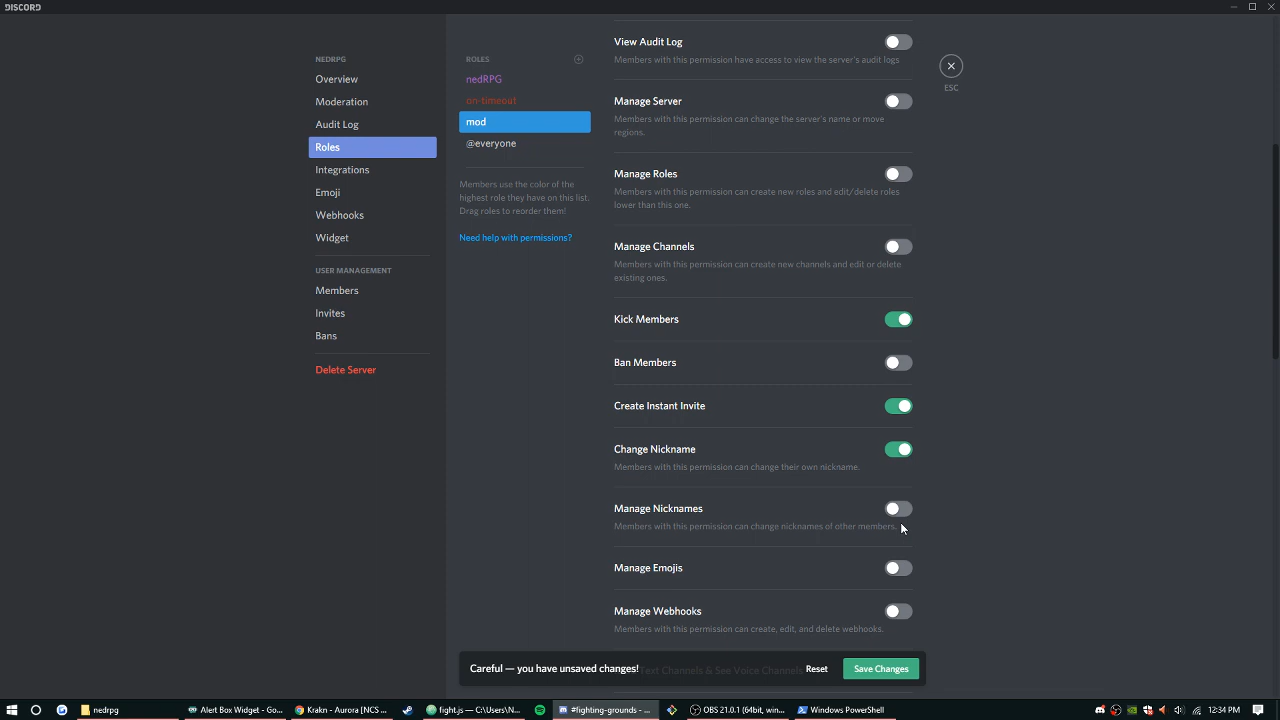 DISCORD
NEDRPG
Overview
Moderation
Audit Log
Roles
Integrations
Emoji
Webhooks
Widget
USER MANAGEMENT
Members
Invites
Bans
Delete Server
ROLES
nedRPG
on-timeout
mod
@everyone
Members use the color of the
highest role they have on this list.
Drag roles to reorder them!
Need help with permissions?
View Audit Log
Members with this permission have access to view the server's audit logs
Manage Server
Members with this permission can change the server's name or move
regions.
Manage Roles
Members with this permission can create new roles and edit/delete roles
lower than this one.
Manage Channels
Members with this permission can create new channels and edit or delete
existing ones.
Kick Members
Ban Members
Create Instant Invite
Change Nickname
Members with this permission can change their own nickname.
Manage Nicknames
Members with this permission can change nicknames of other members.
Manage Emojis
Manage Webhooks
Members with this permission can create, edit, and delete webhooks.
Text Channels & See Voice Channels
Careful — you have unsaved changes!
Reset
Save Changes
ESC
nedrpg
Alert Box Widget - Go...
Krakn - Aurora [NCS ...
fight.js — C:\Users\N...
#fighting-grounds - ...
OBS 21.0.1 (64bit, win...
Windows PowerShell
12:34 PM